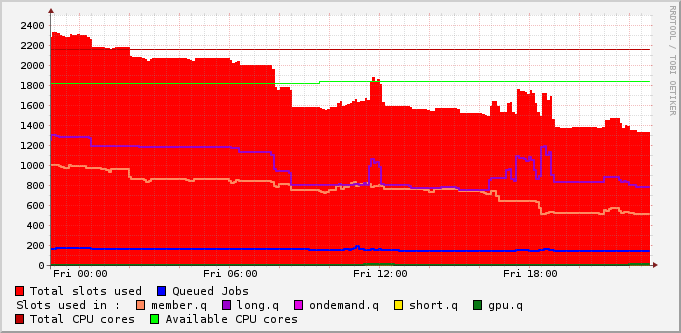 RRDTOOL / TOBI OETIKER
2400
2200
2000
1800
1600
1400
1200
1000
800
600
400
200
0
Fri 00:00 Fri 06:00 Fri 12:00 Fri 18:00
Total slots used Queued Jobs
Slots used in : member.q long.q ondemand.q short.q gpu.q
Total CPU cores Available CPU cores